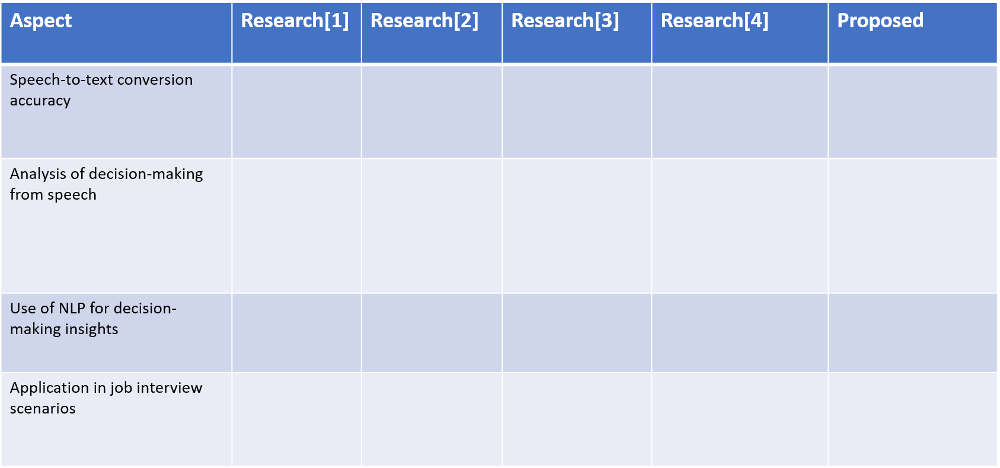 Aspect Research[1] Research[2] Research[3] Research[4] Proposed
Speech-to-text conversion
accuracy
Analysis of decision-making
from speech
Use of NLP for decision-
making insights
Application in job interview
scenarios